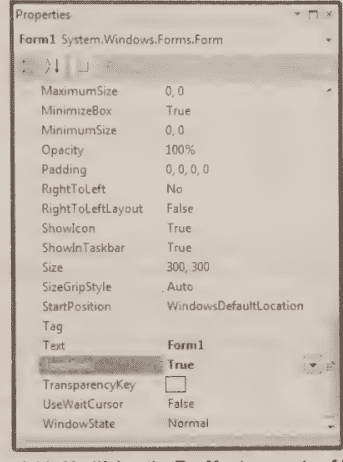 Properties
Form1 System.Windows.Forms.Form
MaximumSize 0, 0
MinimizeBox True
MinimumSize 0, 0
Opacity 100%
Padding 0, 0, 0, 0
RightToLeft No
RightToLeftLayout False
ShowIcon True
ShowInTaskbar True
Size 300, 300
SizeGripStyle Auto
StartPosition WindowsDefaultLocation
Tag
Text Form1
True
TransparencyKey
UseWaitCursor False
WindowState Normal